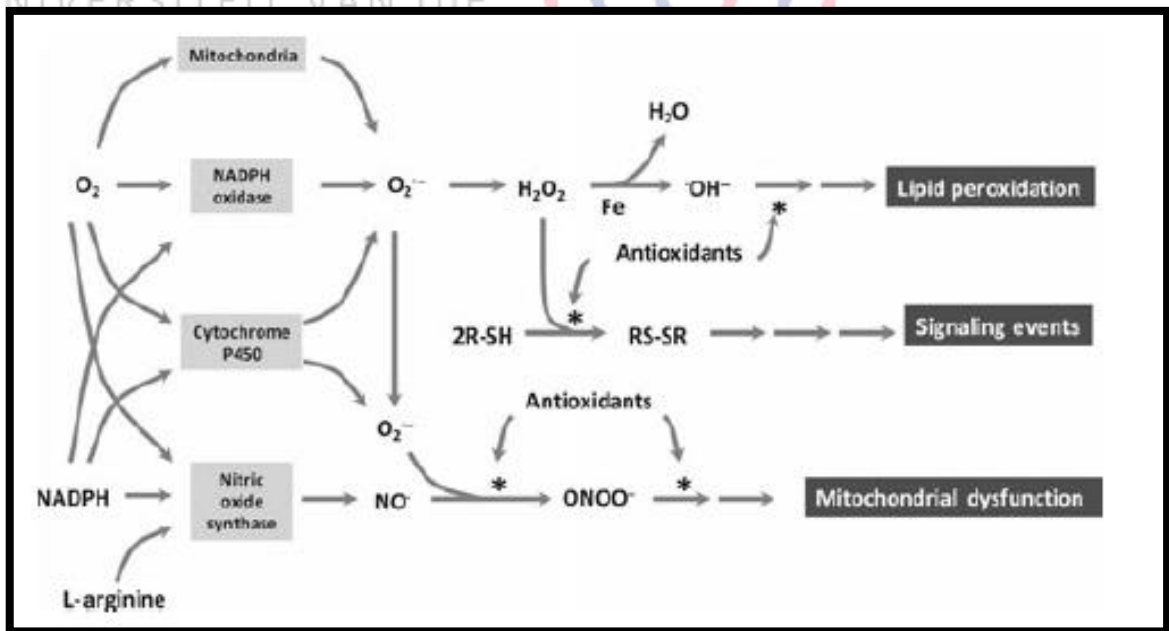 Mitochondria
H₂O
O₂
NADPH
oxidase
O₂·⁻
H₂O₂
Fe
·OH⁻
*
Lipid peroxidation
Antioxidants
*
Cytochrome
P450
2R-SH
RS-SR
Signaling events
Antioxidants
O₂·⁻
*
*
NADPH
Nitric
oxide
synthase
NO·
ONOO⁻
Mitochondrial dysfunction
L-arginine